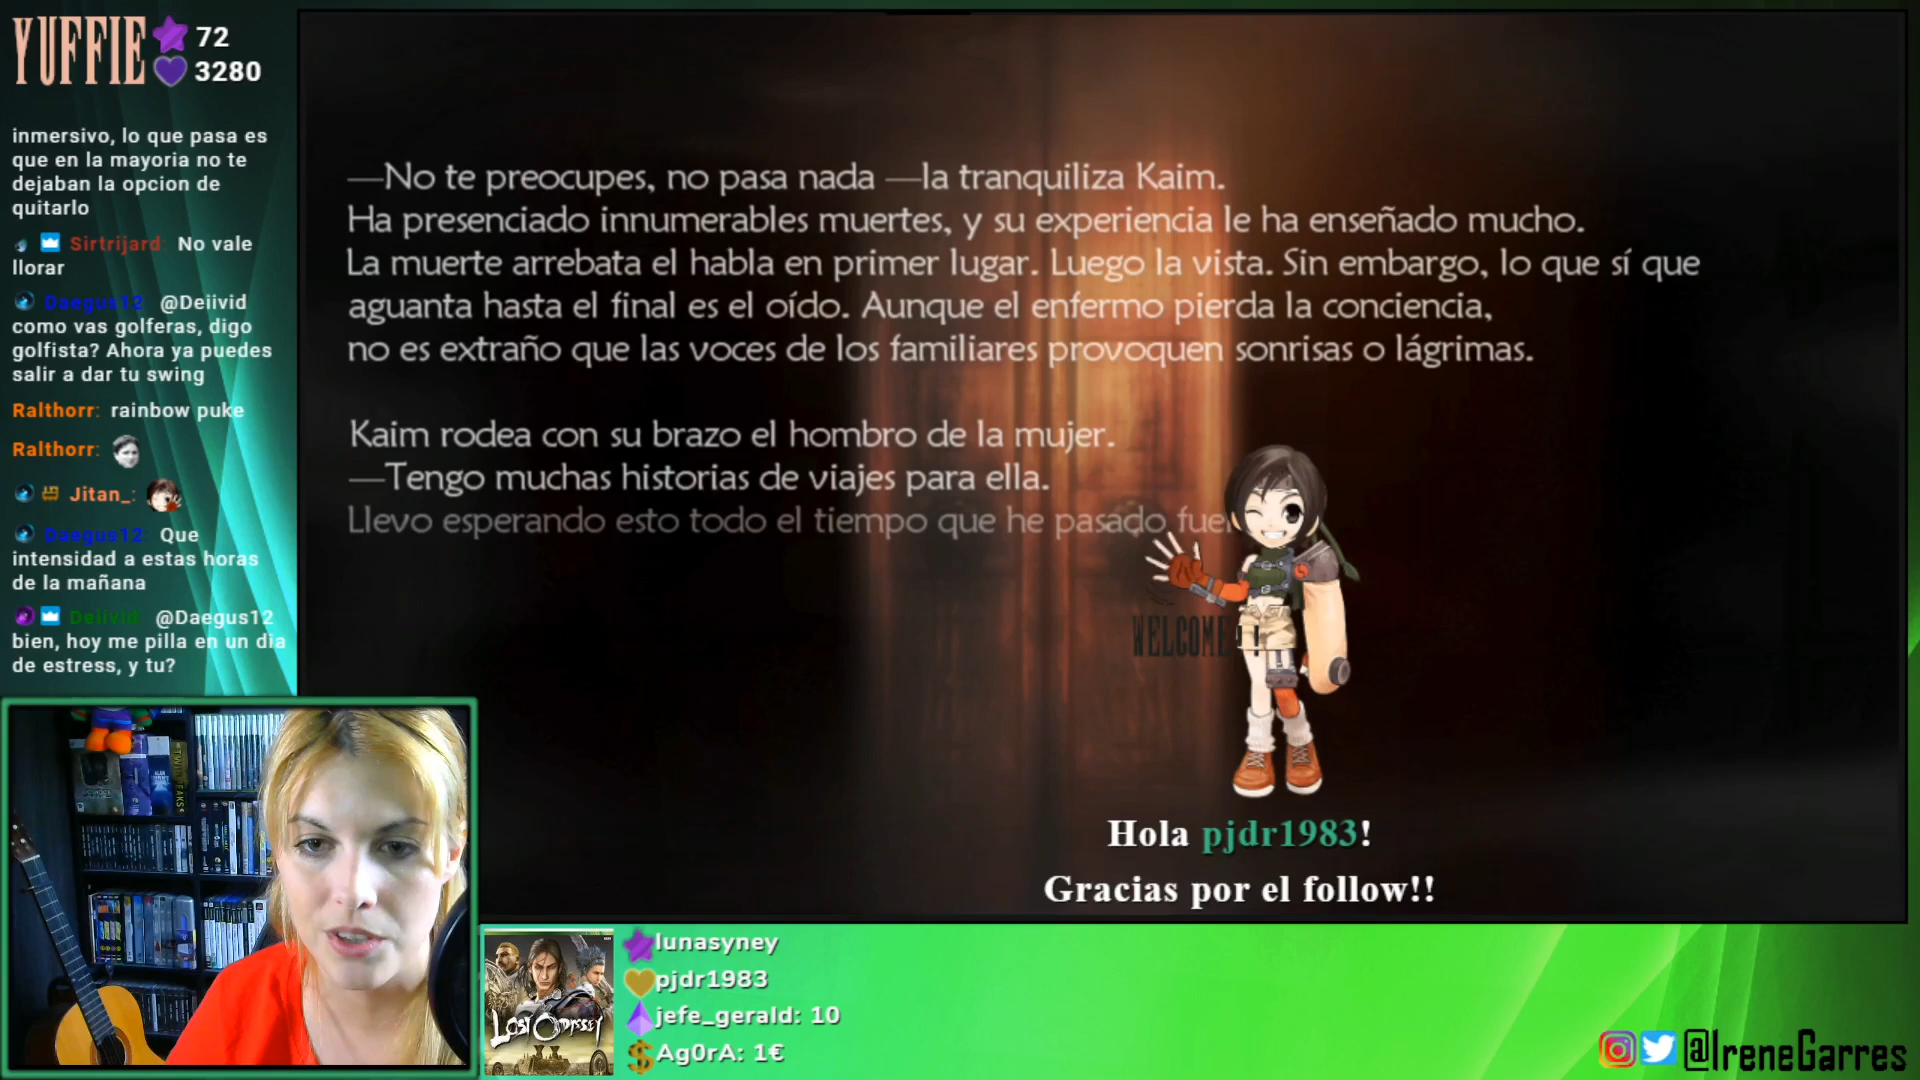 YUFFIE
72
3280
inmersivo, lo que pasa es
que en la mayoria no te
dejaban la opcion de
quitarlo
Sirtrijard: No vale
llorar
Daegus12: @Deiivid
como vas golferas, digo
golfista? Ahora ya puedes
salir a dar tu swing
Ralthorr: rainbow puke
Ralthorr:
Jitan_:
Daegus12: Que
intensidad a estas horas
de la mañana
Deiivid: @Daegus12
bien, hoy me pilla en un dia
de estress, y tu?
—No te preocupes, no pasa nada —la tranquiliza Kaim.
Ha presenciado innumerables muertes, y su experiencia le ha enseñado mucho.
La muerte arrebata el habla en primer lugar. Luego la vista. Sin embargo, lo que sí que
aguanta hasta el final es el oído. Aunque el enfermo pierda la conciencia,
no es extraño que las voces de los familiares provoquen sonrisas o lágrimas.
Kaim rodea con su brazo el hombro de la mujer.
—Tengo muchas historias de viajes para ella.
Llevo esperando esto todo el tiempo que he pasado fuer
WELCOME!!
Hola pjdr1983!
Gracias por el follow!!
TWIN PEAKS
LOST ODYSSEY
lunasyney
pjdr1983
jefe_gerald: 10
Ag0rA: 1€
@IreneGarres